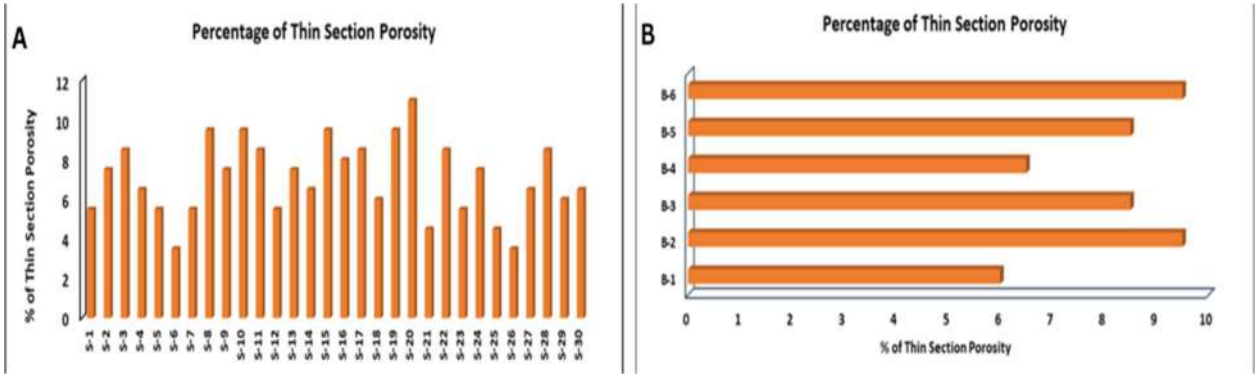 A
Percentage of Thin Section Porosity
% of Thin Section Porosity
12
10
8
6
4
2
0
S-1
S-2
S-3
S-4
S-5
S-6
S-7
S-8
S-9
S-10
S-11
S-12
S-13
S-14
S-15
S-16
S-17
S-18
S-19
S-20
S-21
S-22
S-23
S-24
S-25
S-26
S-27
S-28
S-29
S-30
B
Percentage of Thin Section Porosity
B-6
B-5
B-4
B-3
B-2
B-1
0 1 2 3 4 5 6 7 8 9 10
% of Thin Section Porosity